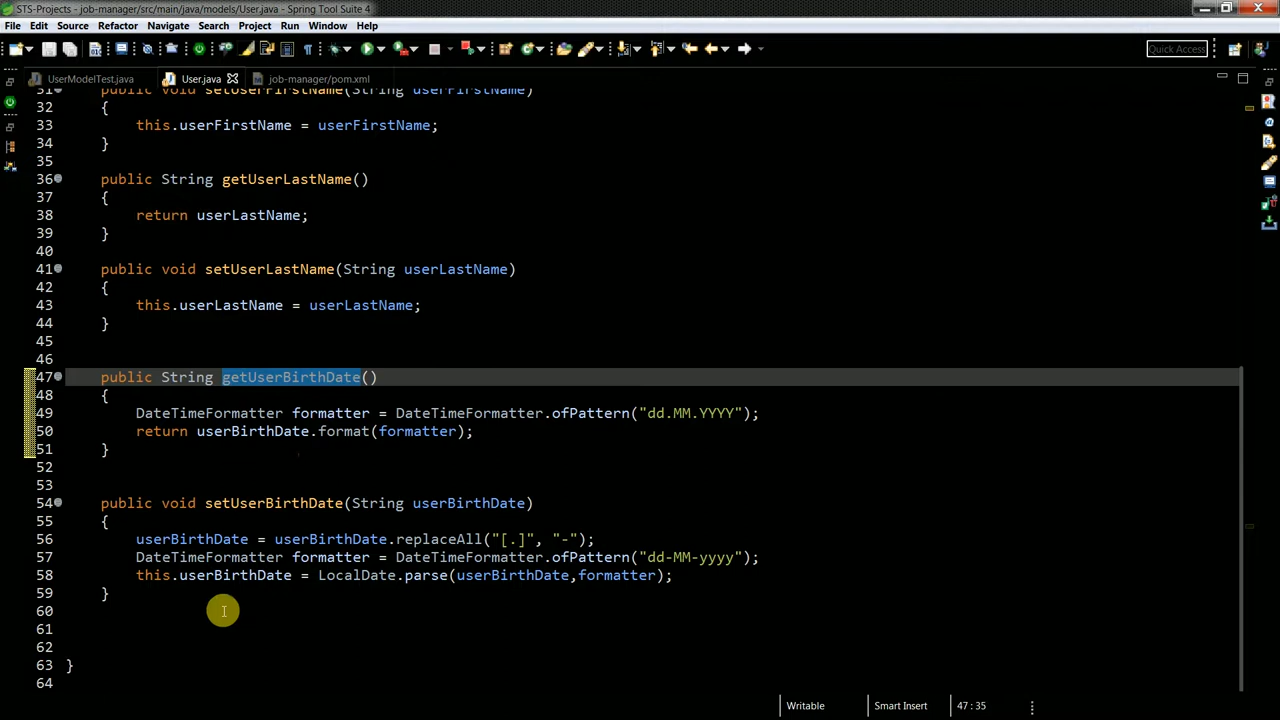 STS-Projects - job-manager/src/main/java/models/User.java - Spring Tool Suite 4
File Edit Source Refactor Navigate Search Project Run Window Help
Quick Access
UserModelTest.java User.java job-manager/pom.xml
31 public void setUserFirstName(String userFirstName)
32 {
33 this.userFirstName = userFirstName;
34 }
35
36 public String getUserLastName()
37 {
38 return userLastName;
39 }
40
41 public void setUserLastName(String userLastName)
42 {
43 this.userLastName = userLastName;
44 }
45
46
47 public String getUserBirthDate()
48 {
49 DateTimeFormatter formatter = DateTimeFormatter.ofPattern("dd.MM.YYYY");
50 return userBirthDate.format(formatter);
51 }
52
53
54 public void setUserBirthDate(String userBirthDate)
55 {
56 userBirthDate = userBirthDate.replaceAll("[.]", "-");
57 DateTimeFormatter formatter = DateTimeFormatter.ofPattern("dd-MM-yyyy");
58 this.userBirthDate = LocalDate.parse(userBirthDate,formatter);
59 }
60
61
62
63 }
64
Writable Smart Insert 47 : 35